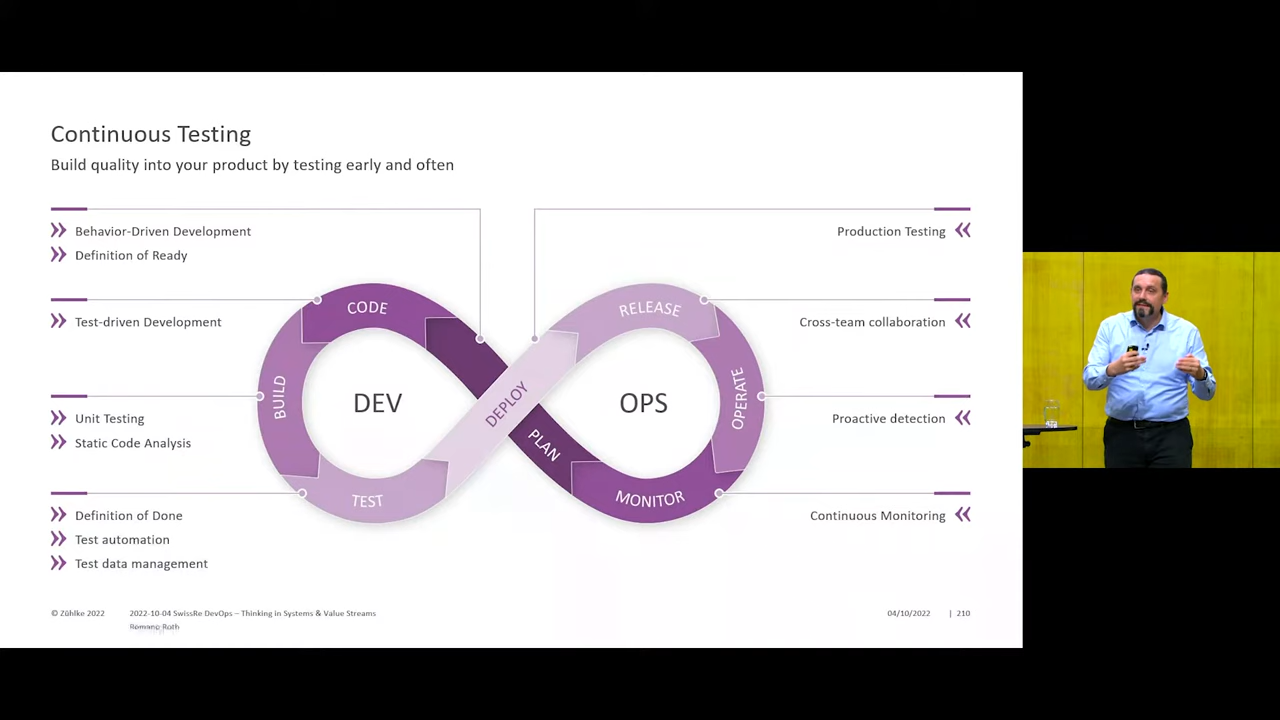 Continuous Testing
Build quality into your product by testing early and often
Behavior-Driven Development
Definition of Ready
Test-driven Development
Unit Testing
Static Code Analysis
Definition of Done
Test automation
Test data management
CODE
BUILD
TEST
DEV
DEPLOY
PLAN
OPS
RELEASE
OPERATE
MONITOR
Production Testing
Cross-team collaboration
Proactive detection
Continuous Monitoring
© Zühlke 2022
2022-10-04 SwissRe DevOps – Thinking in Systems & Value Streams
Romano Roth
04/10/2022 | 210